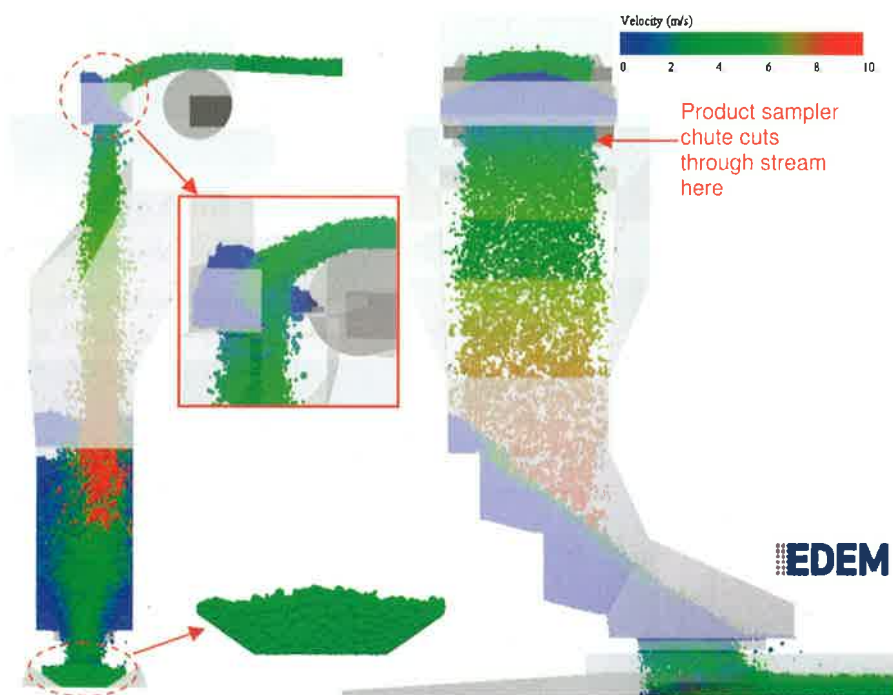 Velocity (m/s)
0 2 4 6 8 10
Product sampler
chute cuts
through stream
here
EDEM